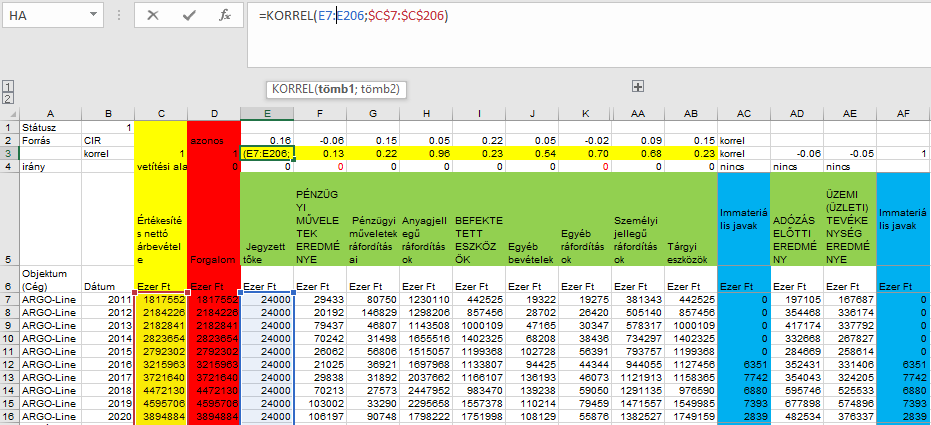 HA
=KORREL(E7:E206;$C$7:$C$206)
KORREL(tömb1; tömb2)
1
2
A B C D E F G H I J K AA AB AC AD AE AF
1 Státusz 1
2 Forrás CIR azonos 0.16 -0.06 0.15 0.05 0.22 0.05 -0.02 0.09 0.15 korrel
3 korrel 1 1 (E7:E206; 0.13 0.22 0.96 0.23 0.54 0.70 0.68 0.23 korrel -0.06 -0.05 1
4 irány vetítési ala 0 0 0 0 0 0 0 0 0 0 nincs nincs nincs
5 Értékesítés nettó árbevétele Forgalom Jegyzett tőke PÉNZÜGYI MŰVELETEK EREDMÉNYE Pénzügyi műveletek ráfordításai Anyagjellegű ráfordítások BEFEKTETETT ESZKÖZÖK Egyéb bevételek Egyéb ráfordítások Személyi jellegű ráfordítások Tárgyi eszközök Immateriális javak ADÓZÁS ELŐTTI EREDMÉNY ÜZEMI (ÜZLETI) TEVÉKENYSÉG EREDMÉNYE Immateriális javak
6 Objektum (Cég) Dátum Ezer Ft Ezer Ft Ezer Ft Ezer Ft Ezer Ft Ezer Ft Ezer Ft Ezer Ft Ezer Ft Ezer Ft Ezer Ft Ezer Ft Ezer Ft Ezer Ft Ezer Ft
7 ARGO-Line 2011 1817552 1817552 24000 29433 80750 1230110 442525 19322 19275 381343 442525 0 197105 167687 0
8 ARGO-Line 2012 2184226 2184226 24000 20192 146829 1298206 857456 28702 26420 505140 857456 0 354468 336174 0
9 ARGO-Line 2013 2182841 2182841 24000 79437 46807 1143508 1000109 47165 30347 578317 1000109 0 417174 337792 0
10 ARGO-Line 2014 2823654 2823654 24000 70242 31498 1655516 1402325 68208 38436 734297 1402325 0 332668 267827 0
11 ARGO-Line 2015 2792302 2792302 24000 26062 56806 1515057 1199368 102728 56391 793757 1199368 0 284669 258614 0
12 ARGO-Line 2016 3215963 3215963 24000 21025 36921 1697968 1133807 94425 44344 944055 1127456 6351 352431 331406 6351
13 ARGO-Line 2017 3721640 3721640 24000 29838 31892 2037662 1166107 136193 46073 1121913 1158365 7742 354043 324205 7742
14 ARGO-Line 2018 4472130 4472130 24000 70213 27573 2447952 983470 139238 59050 1291135 976590 6880 595746 525532 6880
15 ARGO-Line 2019 4595706 4595706 24000 103002 33290 2295658 1557378 110214 79459 1471557 1549985 7393 677898 574896 7393
16 ARGO-Line 2020 3894884 3894884 24000 106197 90748 1798222 1751998 108129 55876 1382527 1749159 2839 482534 376337 2839